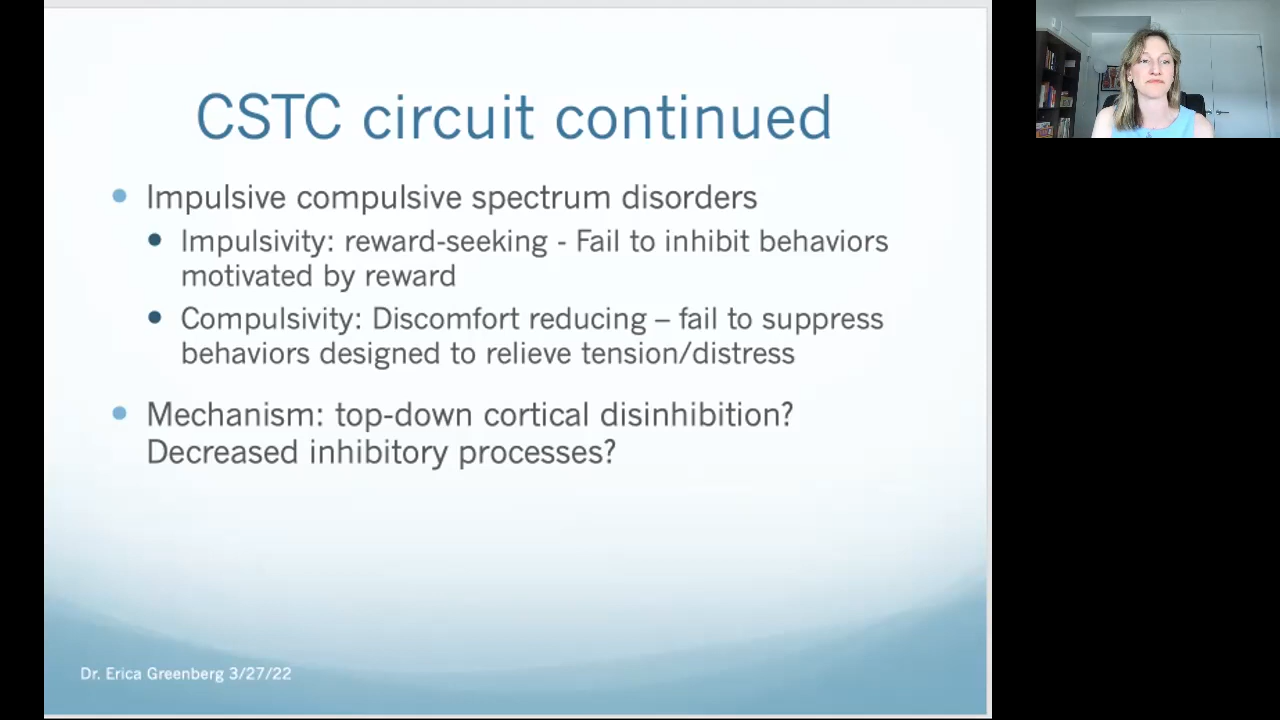 CSTC circuit continued
Impulsive compulsive spectrum disorders
Impulsivity: reward-seeking - Fail to inhibit behaviors
motivated by reward
Compulsivity: Discomfort reducing – fail to suppress
behaviors designed to relieve tension/distress
Mechanism: top-down cortical disinhibition?
Decreased inhibitory processes?
Dr. Erica Greenberg 3/27/22